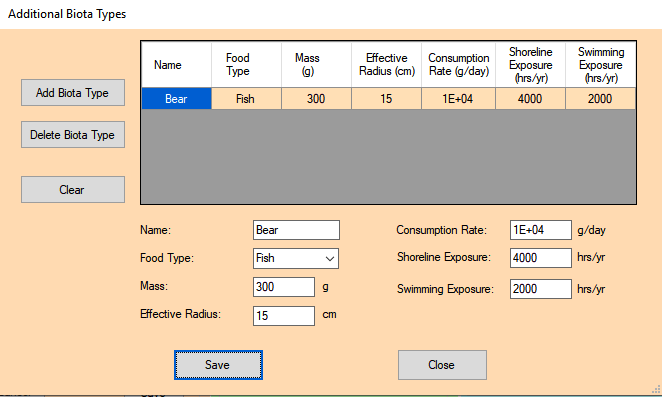 Additional Biota Types
Name Food Type Mass (g) Effective Radius (cm) Consumption Rate (g/day) Shoreline Exposure (hrs/yr) Swimming Exposure (hrs/yr)
Bear Fish 300 15 1E+04 4000 2000
Add Biota Type
Delete Biota Type
Clear
Name: Bear
Food Type: Fish
Mass: 300 g
Effective Radius: 15 cm
Consumption Rate: 1E+04 g/day
Shoreline Exposure: 4000 hrs/yr
Swimming Exposure: 2000 hrs/yr
Save
Close